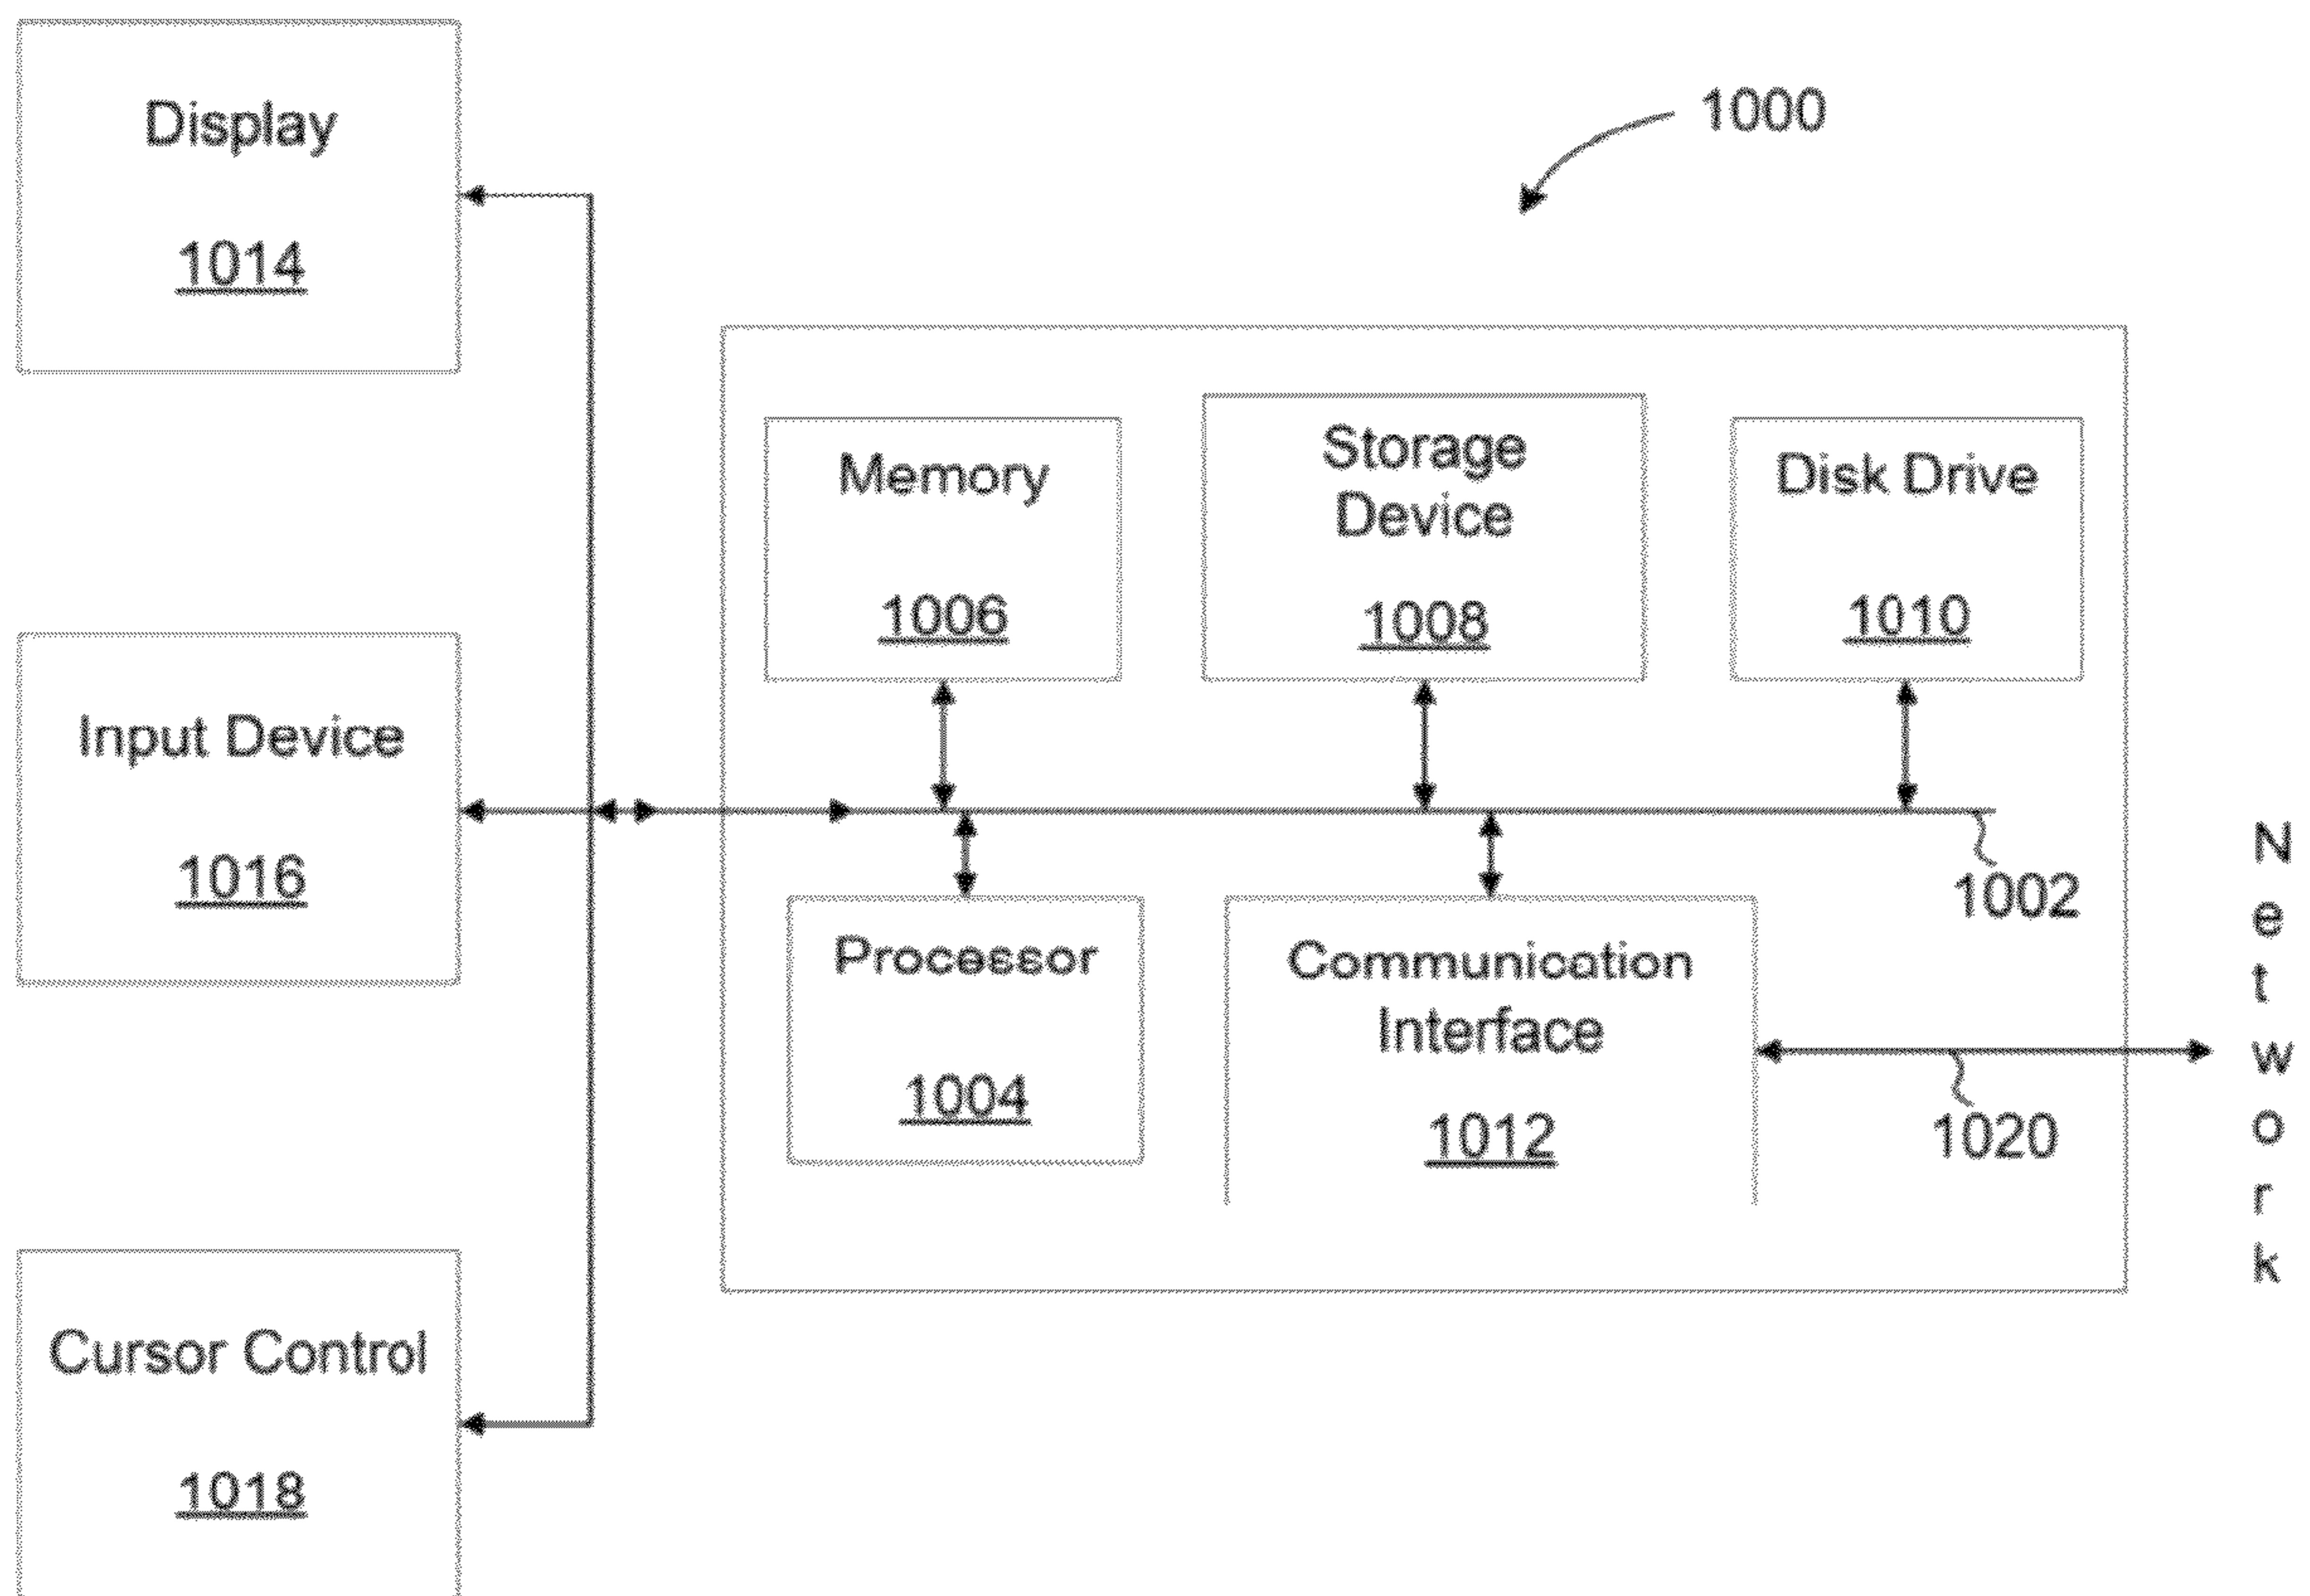 Display
1014
1000
Memory
1006
Storage
Device
1008
Disk Drive
1010
Input Device
1016
1002
Processor
1004
Communication
Interface
1012
1020
Network
Cursor Control
1018